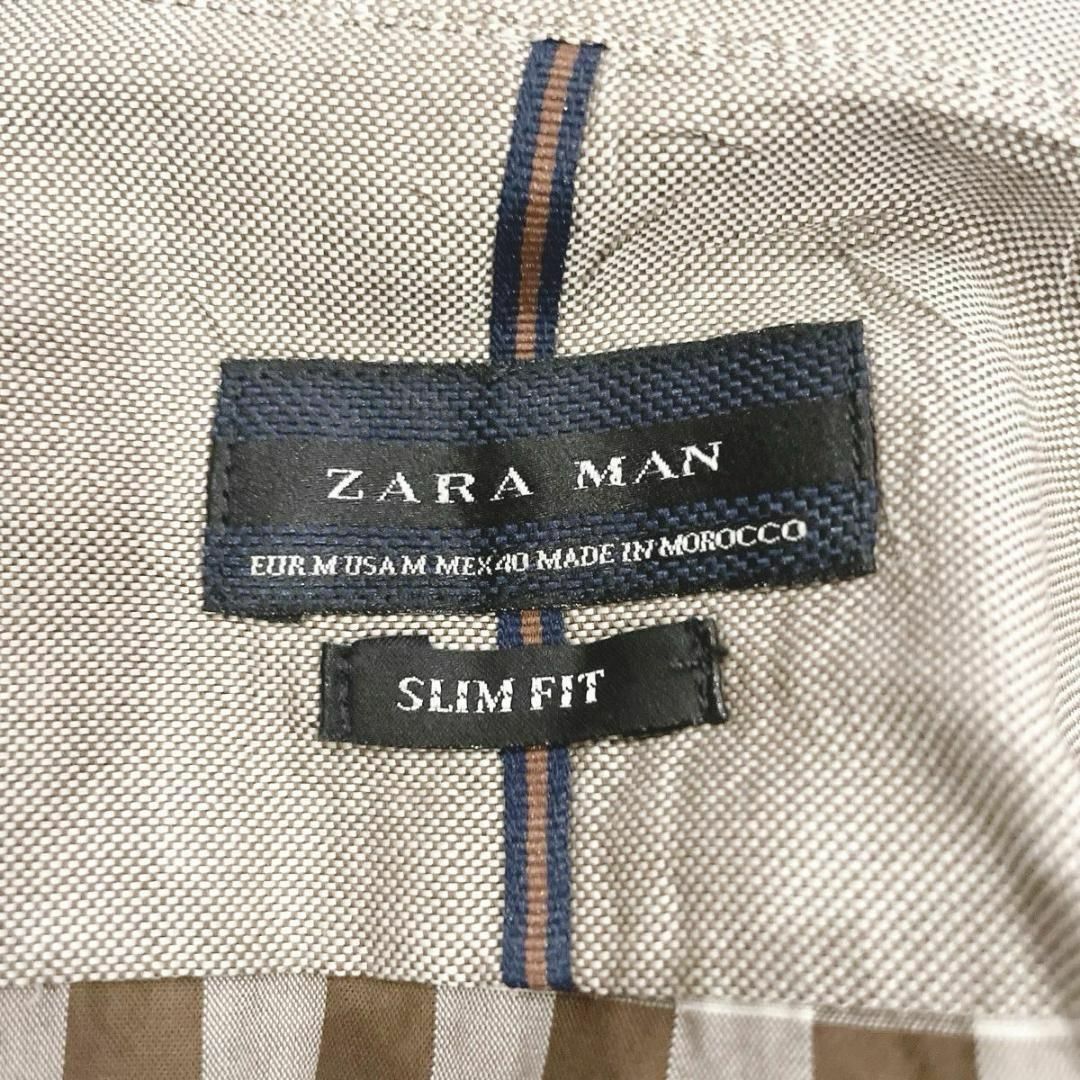 ZARA MAN
EUR M USA M MEX 40 MADE IN MOROCCO
SLIM FIT